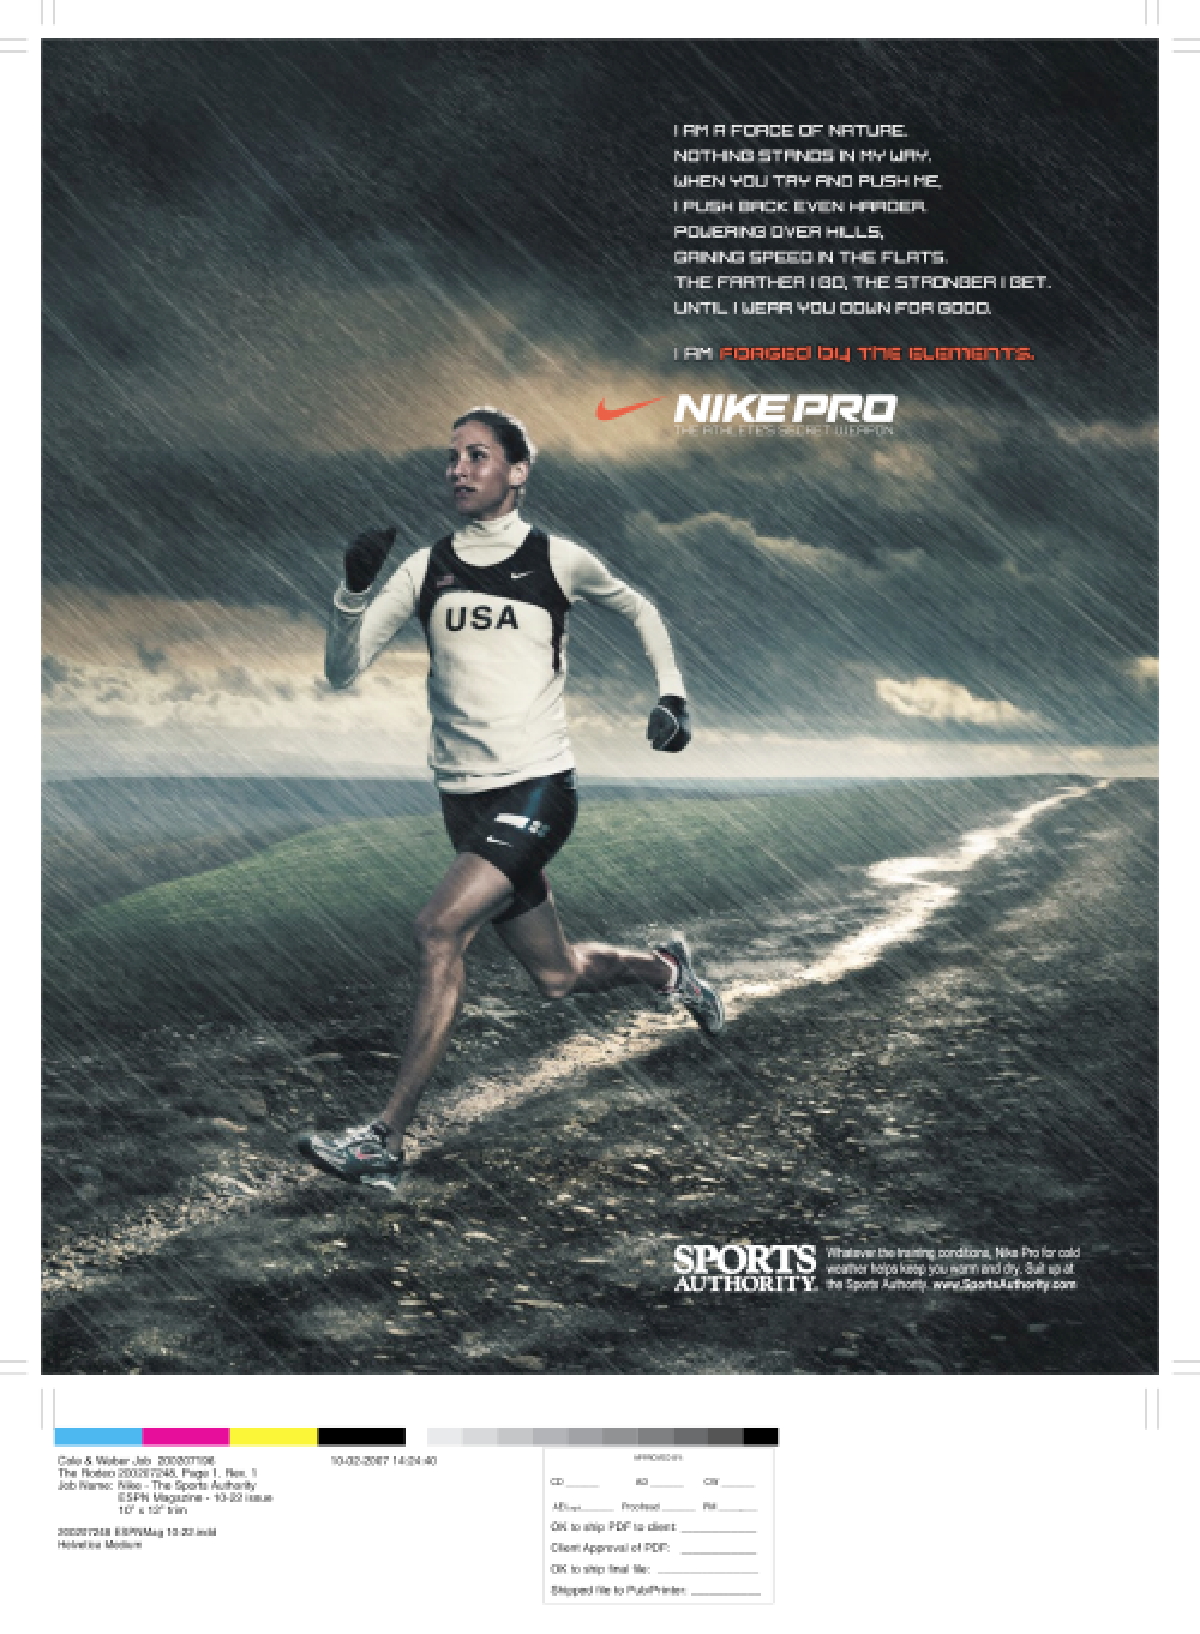 I AM A FORCE OF NATURE.
NOTHING STANDS IN MY WAY.
WHEN YOU TRY AND PUSH ME,
I PUSH BACK EVEN HARDER.
POWERING OVER HILLS,
GAINING SPEED IN THE FLATS.
THE FARTHER I GO, THE STRONGER I GET.
UNTIL I WEAR YOU DOWN FOR GOOD.
I AM FORGED by THE ELEMENTS.
NIKE PRO
THE ATHLETE'S SECRET WEAPON
USA
SPORTS
AUTHORITY.
Whatever the training conditions, Nike Pro for cold
weather helps keep you warm and dry. Suit up at
the Sports Authority. www.SportsAuthority.com
Cole & Weber Job 200207198
10-02-2007 14:24:40
The Rodeo 200207248, Page 1, Rev. 1
Job Name: Nike - The Sports Authority
ESPN Magazine - 10-22 issue
10" x 12" trim
200207248 ESPNMag 10-22.indd
Helvetica Medium
APPROVED BY:
CD AD CW
Proofread PM
OK to ship PDF to client:
Client Approval of PDF:
OK to ship final file:
Shipped file to Pub/Printer: